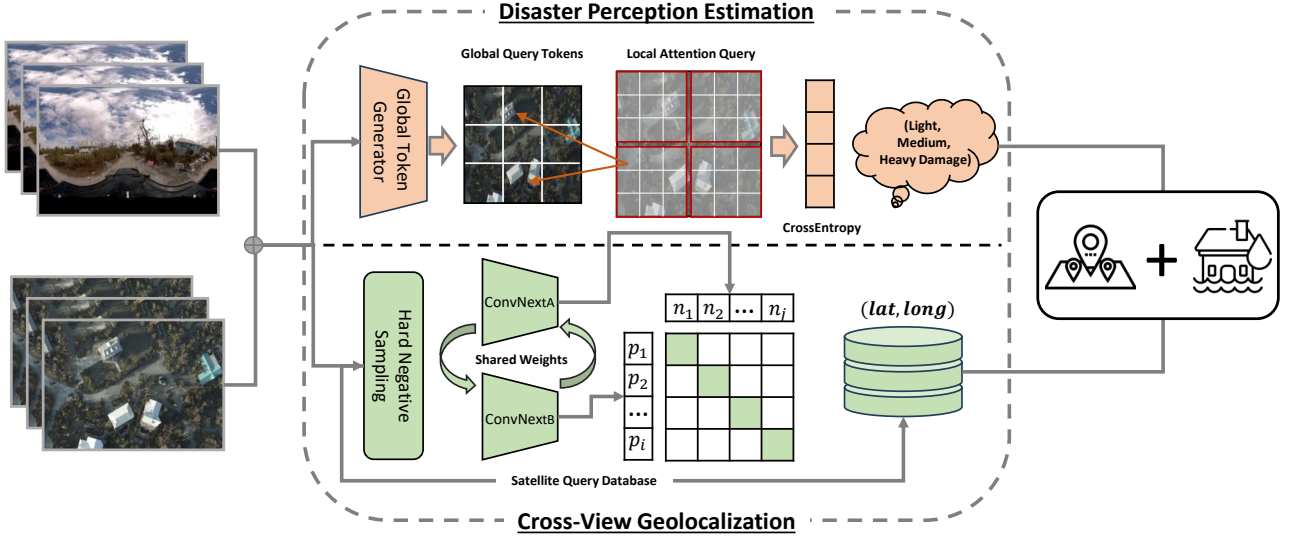 Disaster Perception Estimation
Global Query Tokens
Local Attention Query
Global Token
Generator
(Light,
Medium,
Heavy Damage)
CrossEntropy
Hard Negative
Sampling
ConvNextA
Shared Weights
ConvNextB
n₁ n₂ ... nⱼ
p₁
p₂
...
pᵢ
(lat, long)
Satellite Query Database
Cross-View Geolocalization